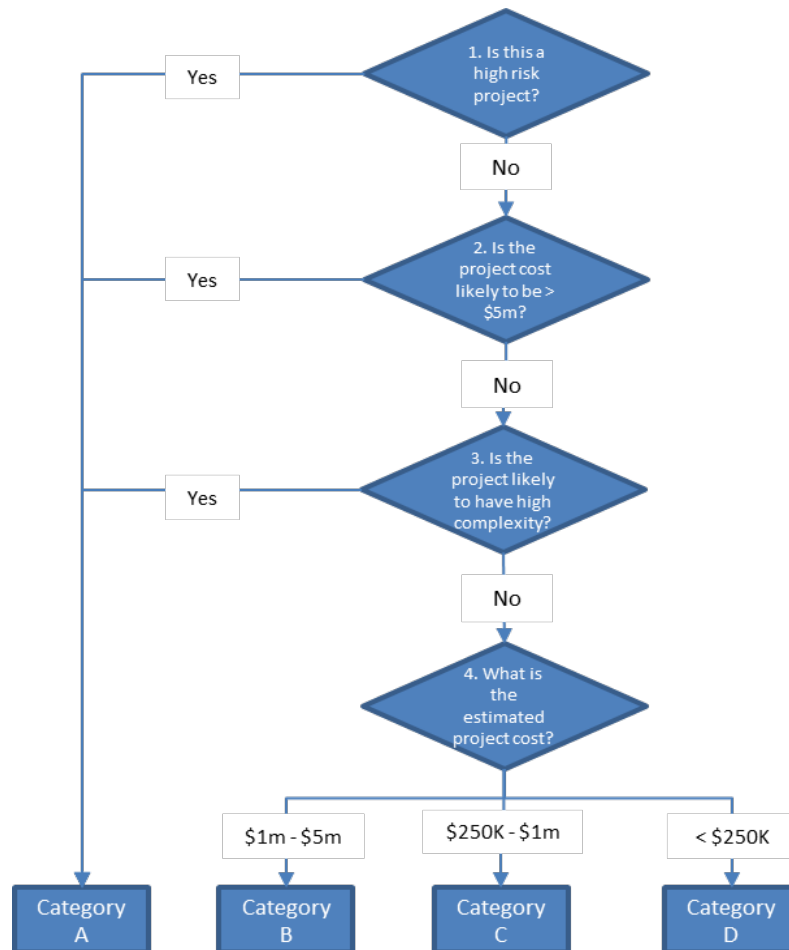 1. Is this a
high risk
project?
Yes
No
2. Is the
project cost
likely to be >
$5m?
Yes
No
3. Is the
project likely
to have high
complexity?
Yes
No
4. What is
the
estimated
project cost?
$1m - $5m
$250K - $1m
< $250K
Category
A
Category
B
Category
C
Category
D